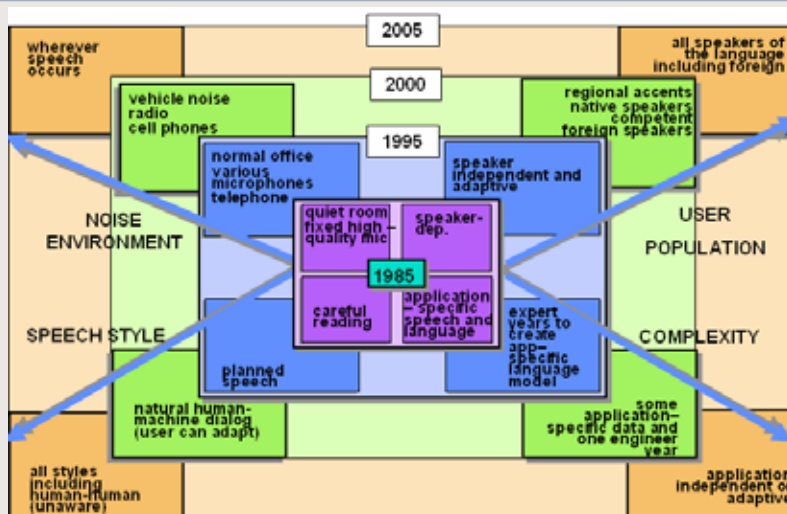 2005
wherever
speech
occurs
all speakers of
the language
including foreign
2000
vehicle noise
radio
cell phones
regional accents
native speakers
competent
foreign speakers
1995
normal office
various
microphones
telephone
speaker
independent and
adaptive
quiet room
fixed high –
quality mic
speaker-
dep.
NOISE
ENVIRONMENT
USER
POPULATION
1985
careful
reading
application
– specific
speech and
language
SPEECH STYLE
COMPLEXITY
planned
speech
expert
years to
create
app–
specific
language
model
natural human-
machine dialog
(user can adapt)
some
application–
specific data and
one engineer
year
all styles
including
human-human
(unaware)
application
independent or
adaptive